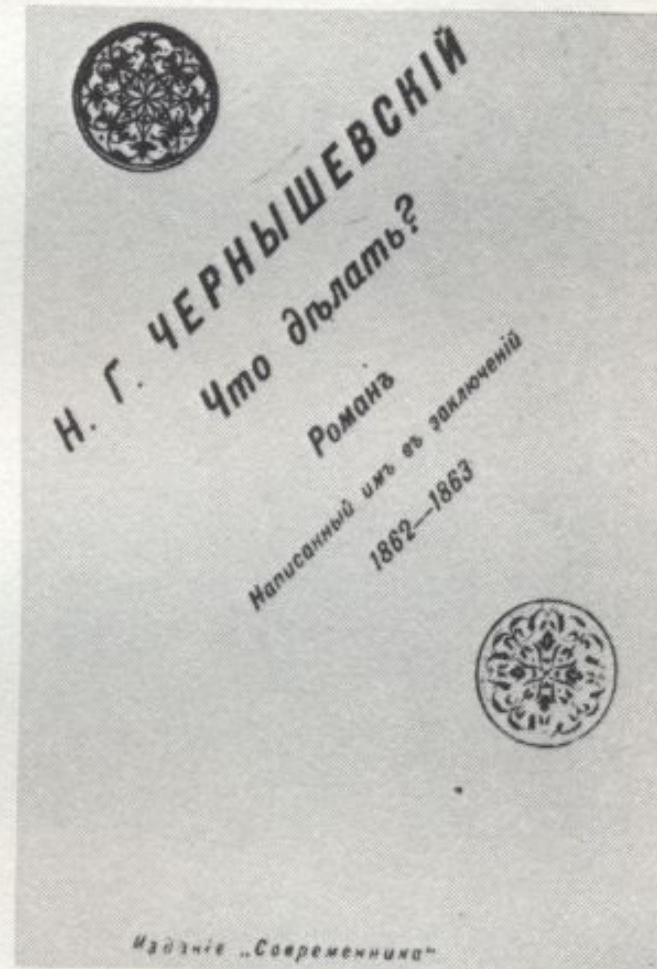 Н. Г. ЧЕРНЫШЕВСКІЙ
Что дѣлать?
Романъ
Написанный имъ въ заключеній
1862—1863
Изданіе „Современника“